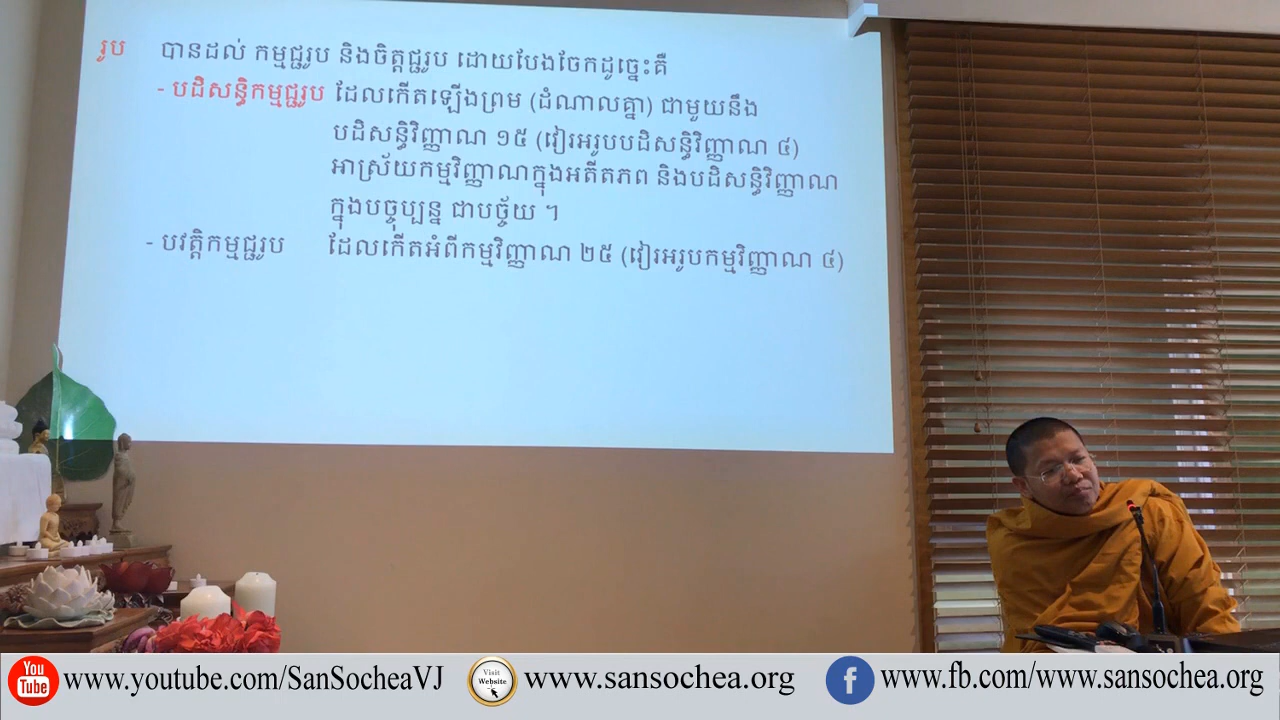 រូប បានដល់ កម្មជ្ជរូប និងចិត្តជ្ជរូប ដោយបែងចែកដូច្នេះគឺ
- បដិសន្ធិកម្មជ្ជរូប ដែលកើតឡើងព្រម (ដំណាលគ្នា) ជាមួយនឹង
បដិសន្ធិវិញ្ញាណ ១៥ (វៀរអរូបបដិសន្ធិវិញ្ញាណ ៤)
អាស្រ័យកម្មវិញ្ញាណក្នុងអតីតភព និងបដិសន្ធិវិញ្ញាណ
ក្នុងបច្ចុប្បន្ន ជាបច្ច័យ ។
- បវត្តិកម្មជ្ជរូប ដែលកើតអំពីកម្មវិញ្ញាណ ២៥ (វៀរអរូបកម្មវិញ្ញាណ ៤)
You Tube www.youtube.com/SanSocheaVJ Visit Website www.sansochea.org f www.fb.com/www.sansochea.org